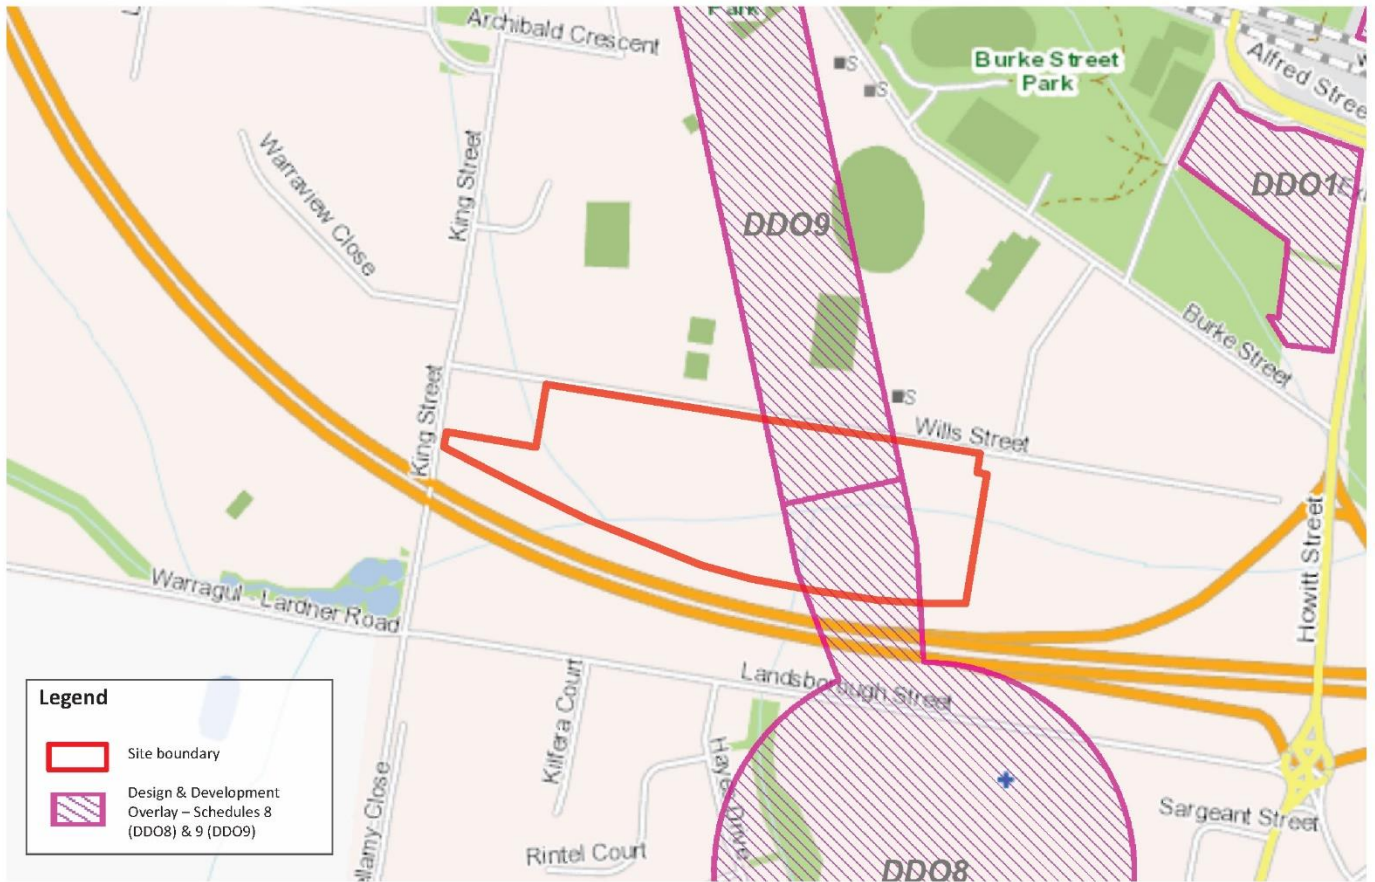 Park
Archibald Crescent
Burke Street
Park
Alfred Stree
S
S
King Street
Warraview Close
DDO9
DDO1
Burke Street
King Street
S
Wills Street
Howitt Street
Warragul - Lardner Road
Landsborough Street
Kilfera Court
Hayes Drive
Sargeant Street
ellamy Close
Rintel Court
DDO8
Legend
Site boundary
Design & Development
Overlay – Schedules 8
(DDO8) & 9 (DDO9)